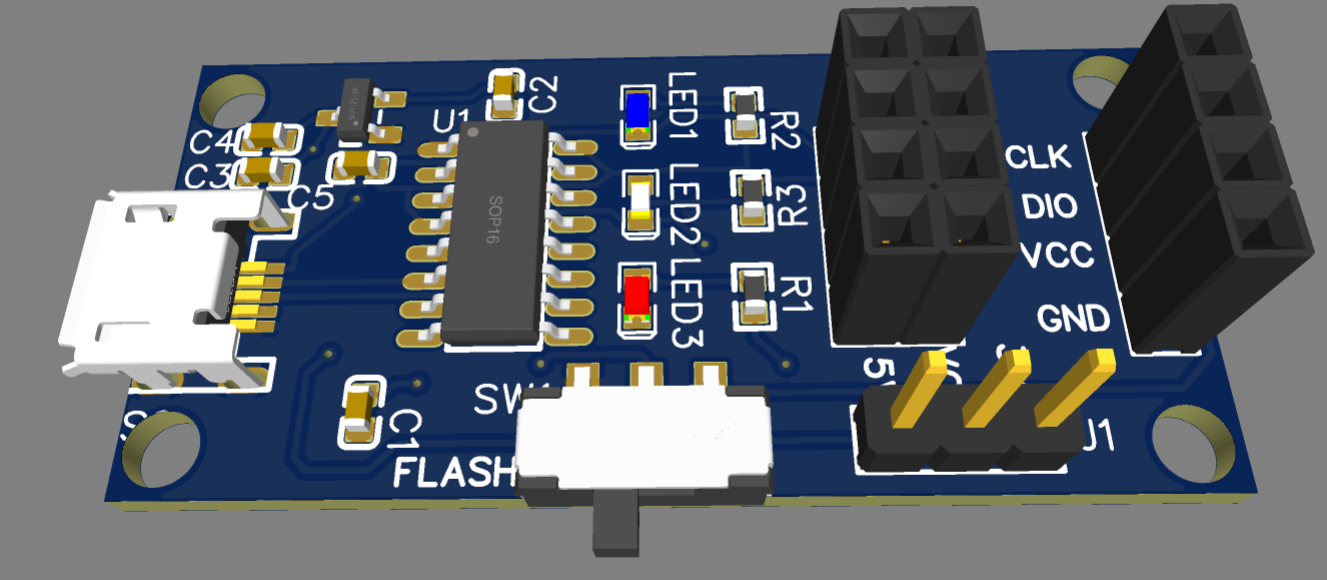 C2
LED1
R2
U1
C4
C3
C5
SOP16
LED2
R3
CLK
DIO
VCC
LED3
R1
GND
SW1
C1
FLASH
J1